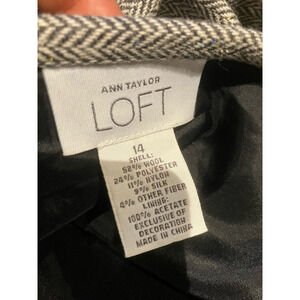 ANN TAYLOR
LOFT
14
SHELL:
52% WOOL
24% POLYESTER
11% NYLON
9% SILK
4% OTHER FIBER
LINING:
100% ACETATE
EXCLUSIVE OF
DECORATION
MADE IN CHINA